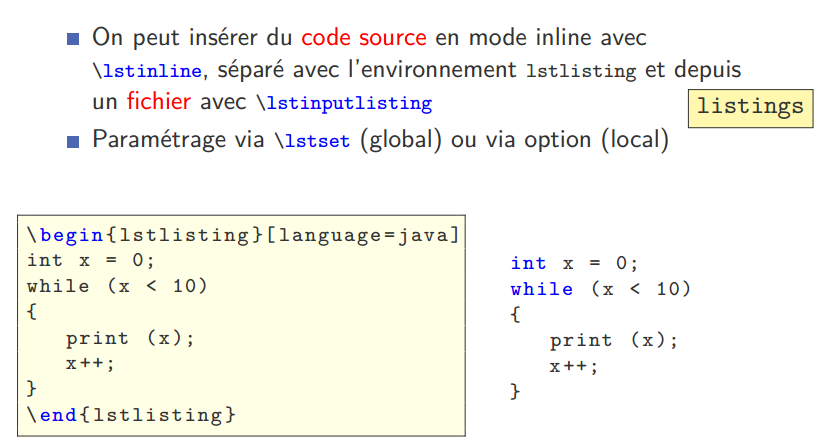 On peut insérer du code source en mode inline avec
\lstinline, séparé avec l'environnement lstlisting et depuis
un fichier avec \lstinputlisting
listings
Paramétrage via \lstset (global) ou via option (local)
\begin{lstlisting}[language=java]
int x = 0;
while (x < 10)
{
print (x);
x++;
}
\end{lstlisting}
int x = 0;
while (x < 10)
{
print (x);
x++;
}